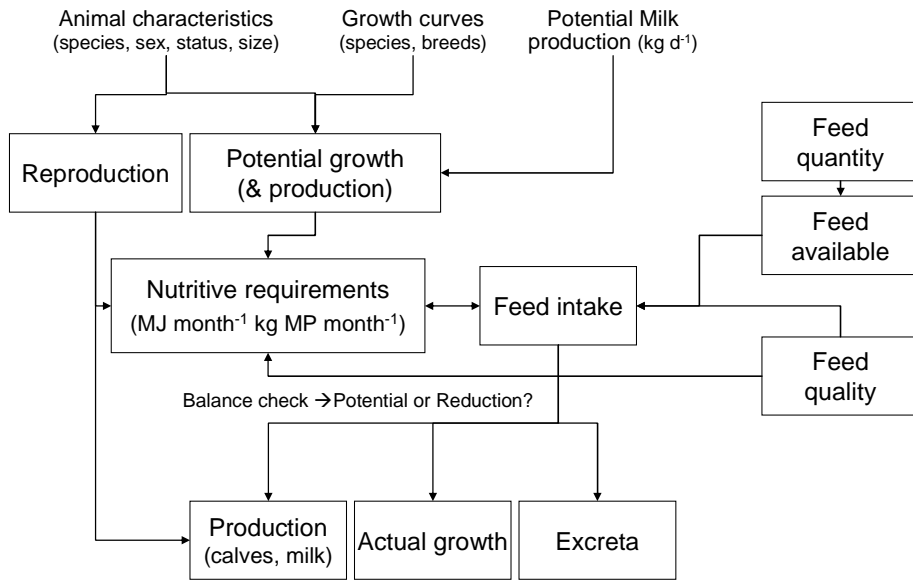 Animal characteristics
(species, sex, status, size)
Growth curves
(species, breeds)
Potential Milk
production (kg d⁻¹)
Feed
quantity
Reproduction
Potential growth
(& production)
Feed
available
Nutritive requirements
(MJ month⁻¹ kg MP month⁻¹)
Feed intake
Feed
quality
Balance check →Potential or Reduction?
Production
(calves, milk)
Actual growth
Excreta